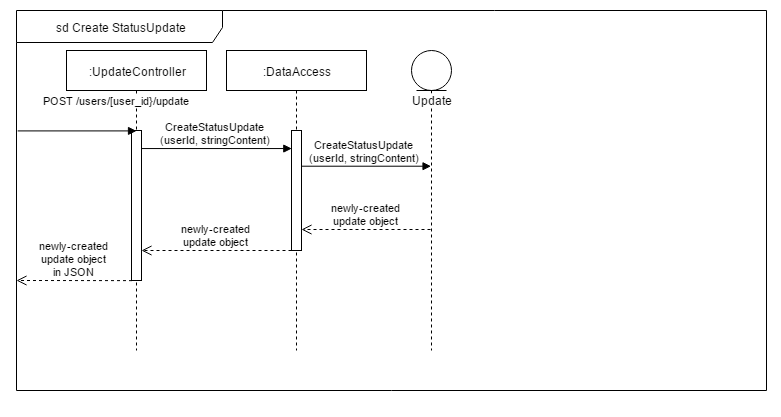 sd Create StatusUpdate
:UpdateController
:DataAccess
Update
POST /users/[user_id}/update
CreateStatusUpdate
(userId, stringContent)
CreateStatusUpdate
(userId, stringContent)
newly-created
update object
newly-created
update object
newly-created
update object
in JSON